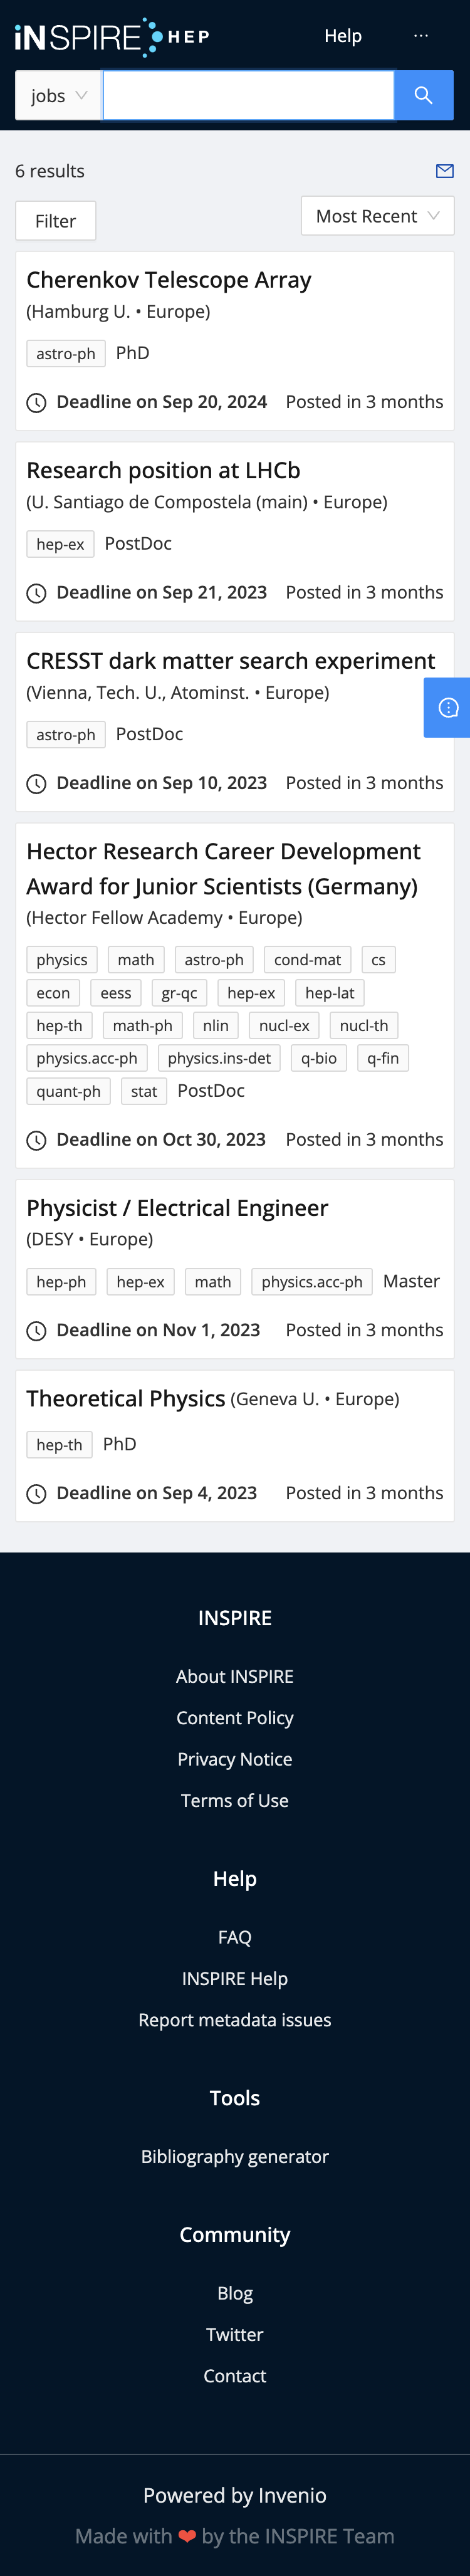 iNSPIRE HEP
Help
···
jobs
6 results
Filter
Most Recent
Cherenkov Telescope Array
(Hamburg U. • Europe)
astro-ph PhD
Deadline on Sep 20, 2024 Posted in 3 months
Research position at LHCb
(U. Santiago de Compostela (main) • Europe)
hep-ex PostDoc
Deadline on Sep 21, 2023 Posted in 3 months
CRESST dark matter search experiment
(Vienna, Tech. U., Atominst. • Europe)
astro-ph PostDoc
Deadline on Sep 10, 2023 Posted in 3 months
Hector Research Career Development
Award for Junior Scientists (Germany)
(Hector Fellow Academy • Europe)
physics math astro-ph cond-mat cs
econ eess gr-qc hep-ex hep-lat
hep-th math-ph nlin nucl-ex nucl-th
physics.acc-ph physics.ins-det q-bio q-fin
quant-ph stat PostDoc
Deadline on Oct 30, 2023 Posted in 3 months
Physicist / Electrical Engineer
(DESY • Europe)
hep-ph hep-ex math physics.acc-ph Master
Deadline on Nov 1, 2023 Posted in 3 months
Theoretical Physics (Geneva U. • Europe)
hep-th PhD
Deadline on Sep 4, 2023 Posted in 3 months
INSPIRE
About INSPIRE
Content Policy
Privacy Notice
Terms of Use
Help
FAQ
INSPIRE Help
Report metadata issues
Tools
Bibliography generator
Community
Blog
Twitter
Contact
Powered by Invenio
Made with ❤ by the INSPIRE Team